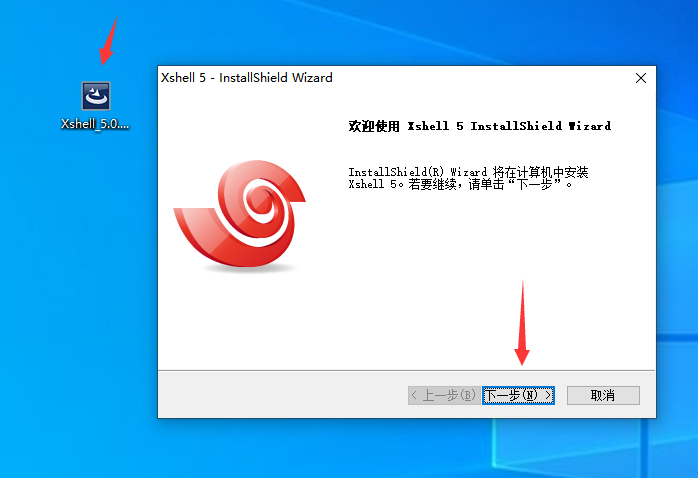 Xshell_5.0....
Xshell 5 - InstallShield Wizard
欢迎使用 Xshell 5 InstallShield Wizard
InstallShield(R) Wizard 将在计算机中安装
Xshell 5。若要继续，请单击“下一步”。
< 上一步(B)
下一步(N) >
取消